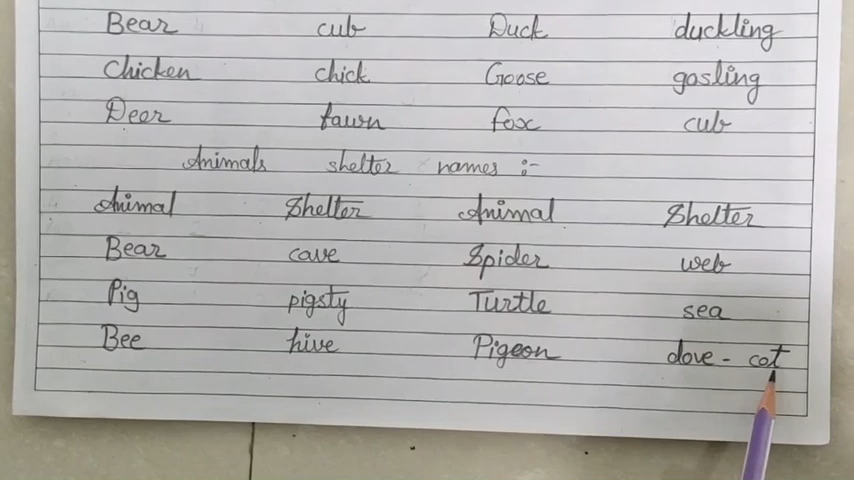 Bear cub Duck duckling
Chicken chick Goose gosling
Deer fawn fox cub
Animals shelter names :-
Animal Shelter Animal Shelter
Bear cave Spider web
Pig pigsty Turtle sea
Bee hive Pigeon dove - cot